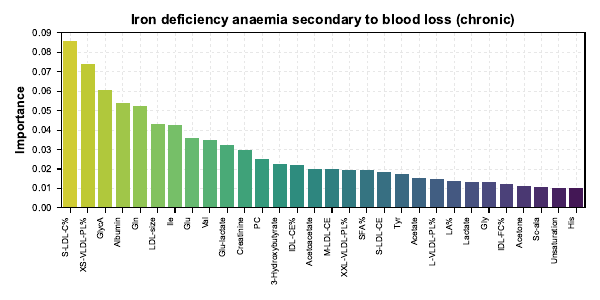 Iron deficiency anaemia secondary to blood loss (chronic)
Importance
0.09
0.08
0.07
0.06
0.05
0.04
0.03
0.02
0.01
0.00
S-LDL-C%
XS-VLDL-PL%
GlycA
Albumin
Gln
LDL-size
Ile
Glu
Val
Glu-lactate
Creatinine
PC
3-Hydroxybutyrate
IDL-CE%
Acetoacetate
M-LDL-CE
XXL-VLDL-PL%
SFA%
S-LDL-CE
Tyr
Acetate
L-VLDL-PL%
LA%
Lactate
Gly
IDL-FC%
Acetone
Sc-ala
Unsaturation
His